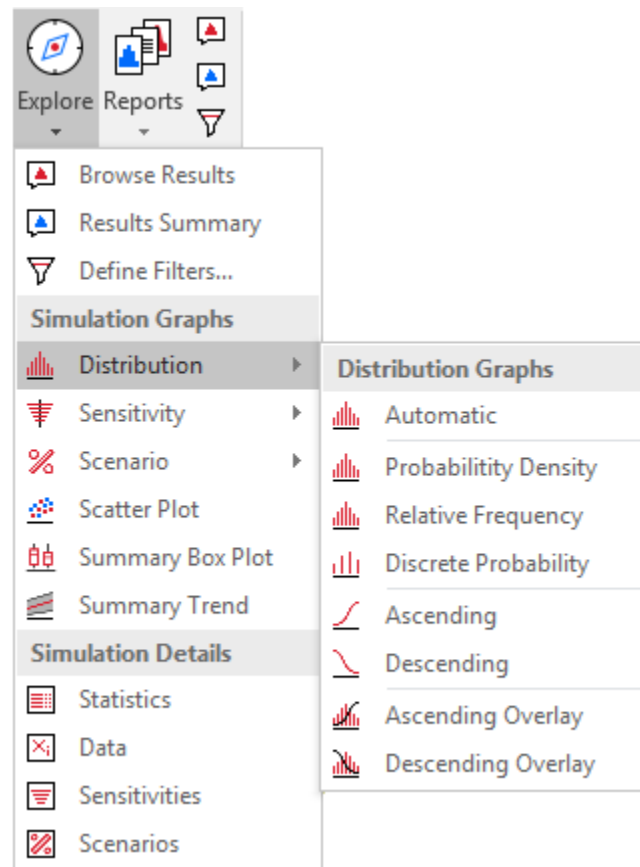 Explore Reports
Browse Results
Results Summary
Define Filters...
Simulation Graphs
Distribution
Sensitivity
Scenario
Scatter Plot
Summary Box Plot
Summary Trend
Simulation Details
Statistics
Data
Sensitivities
Scenarios
Distribution Graphs
Automatic
Probabilitity Density
Relative Frequency
Discrete Probability
Ascending
Descending
Ascending Overlay
Descending Overlay